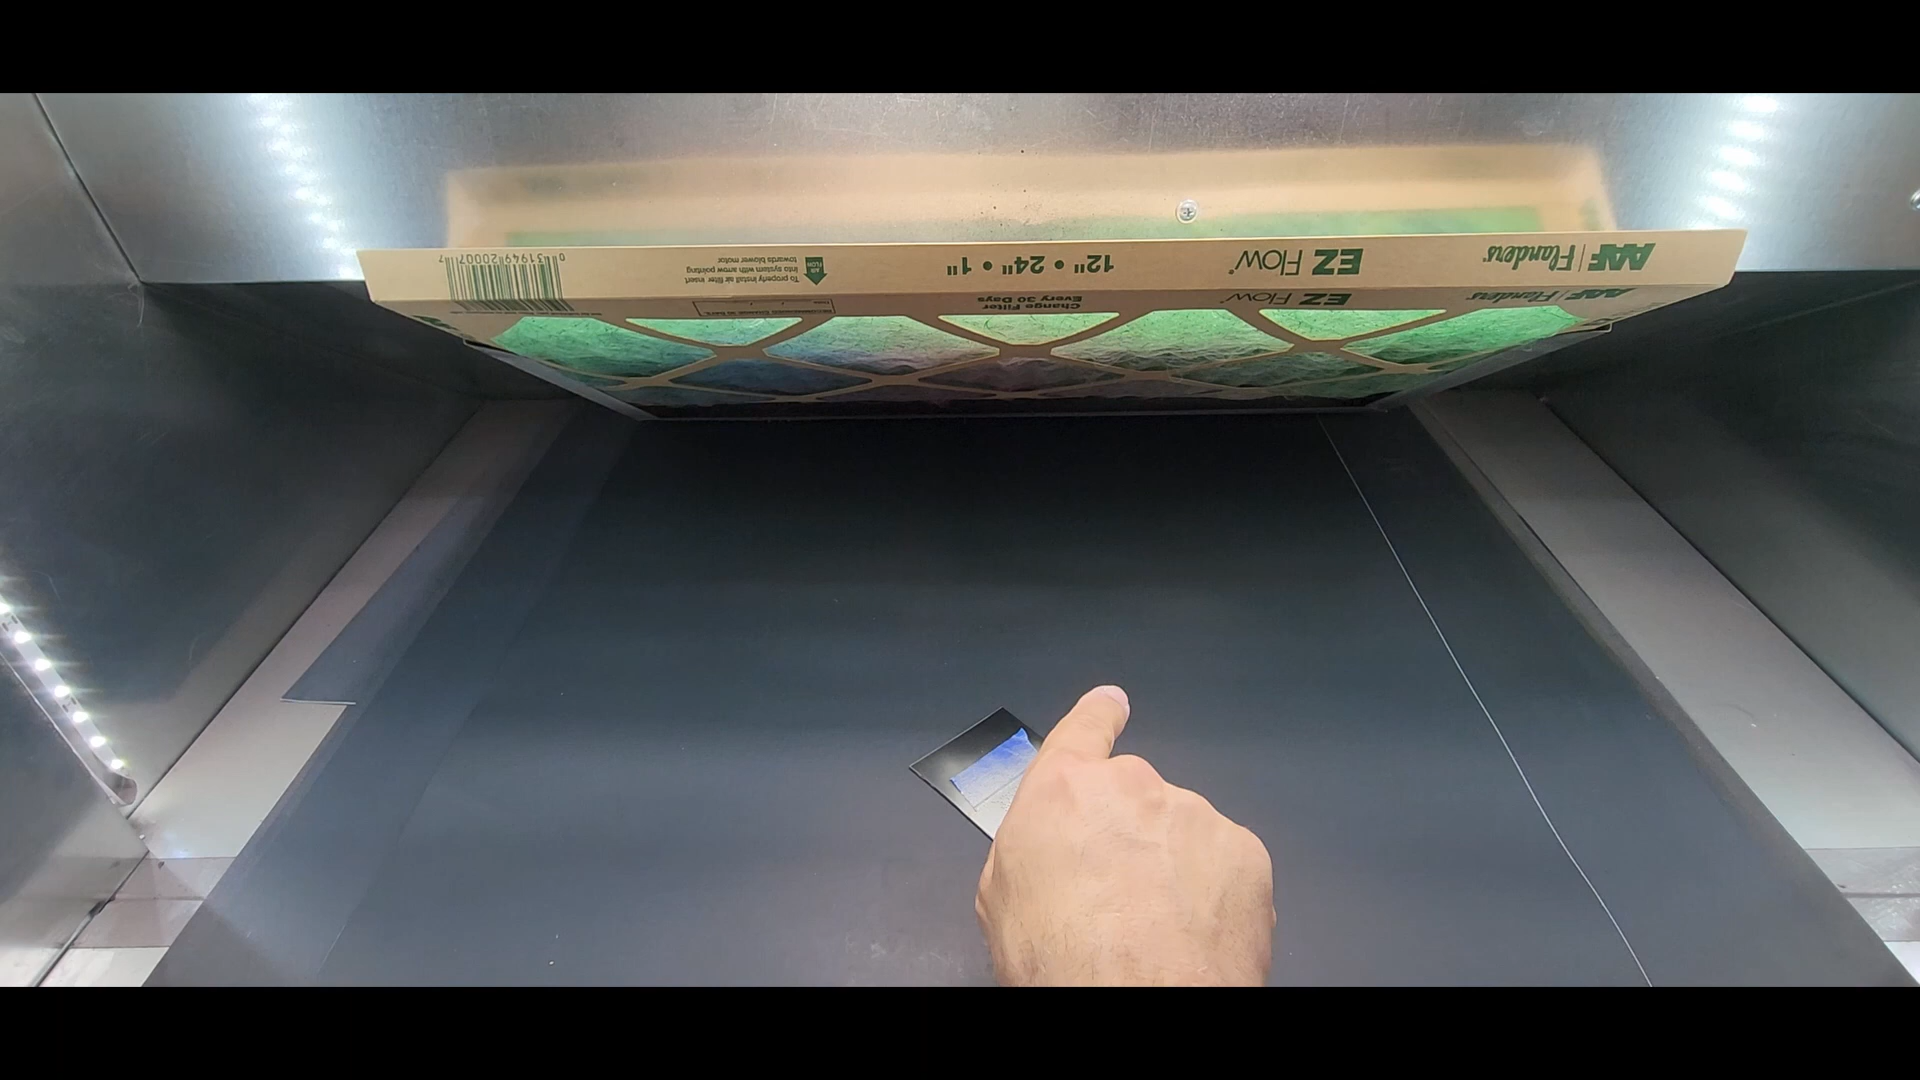 AAF | Flanders
EZ Flow
12" • 24" • 1"
To properly install air filter insert
into system with arrow pointing
towards blower motor
AIR
FLOW
0 31949 20007 7
AAF | Flanders
EZ Flow
Change Filter
Every 30 Days